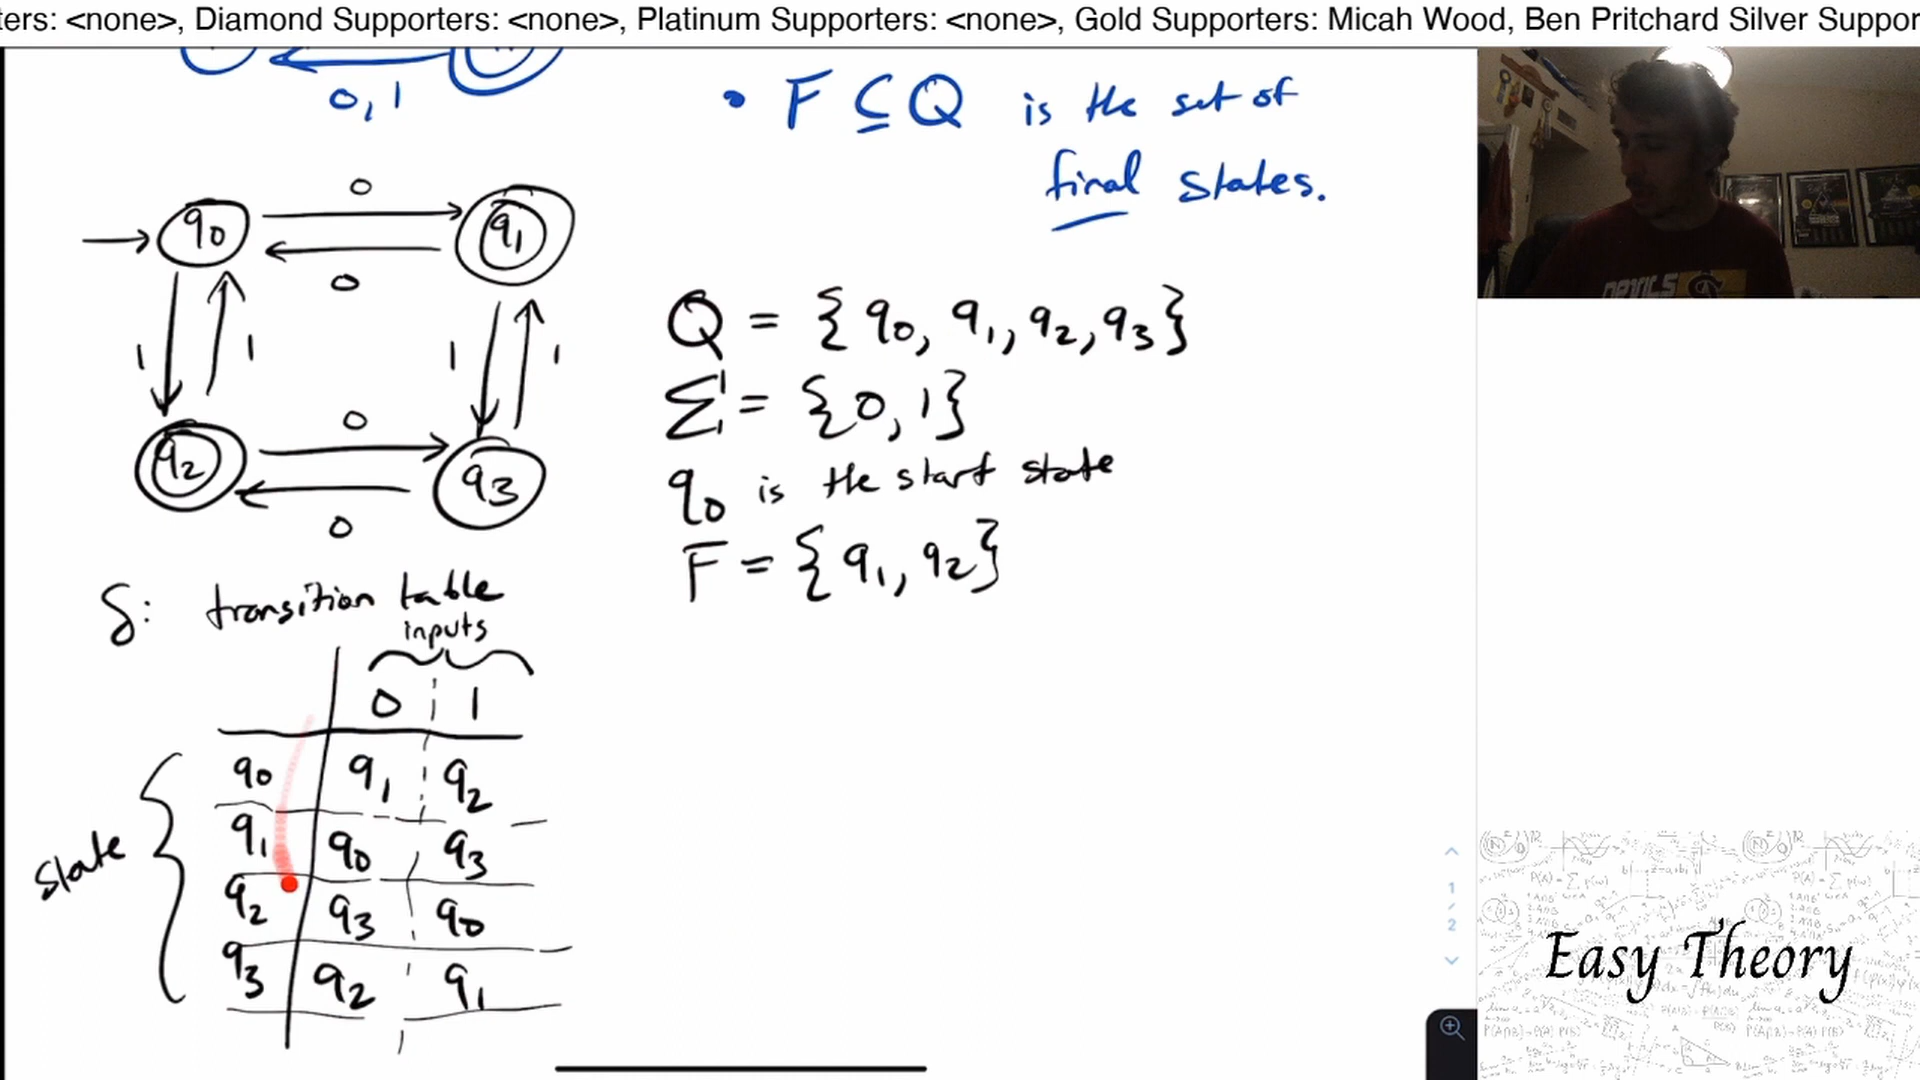 ters: <none>, Diamond Supporters: <none>, Platinum Supporters: <none>, Gold Supporters: Micah Wood, Ben Pritchard Silver Suppor
0, 1
• F ⊆ Q is the set of
final states.
q0 0 q1
0
1 1 1 1
q2 0 q3
0
Q = {q0, q1, q2, q3}
Σ = {0, 1}
q0 is the start state
F = {q1, q2}
δ: transition table
inputs
0 1
q0 q1 q2
q1 q0 q3
q2 q3 q0
q3 q2 q1
state
1
2
Easy Theory